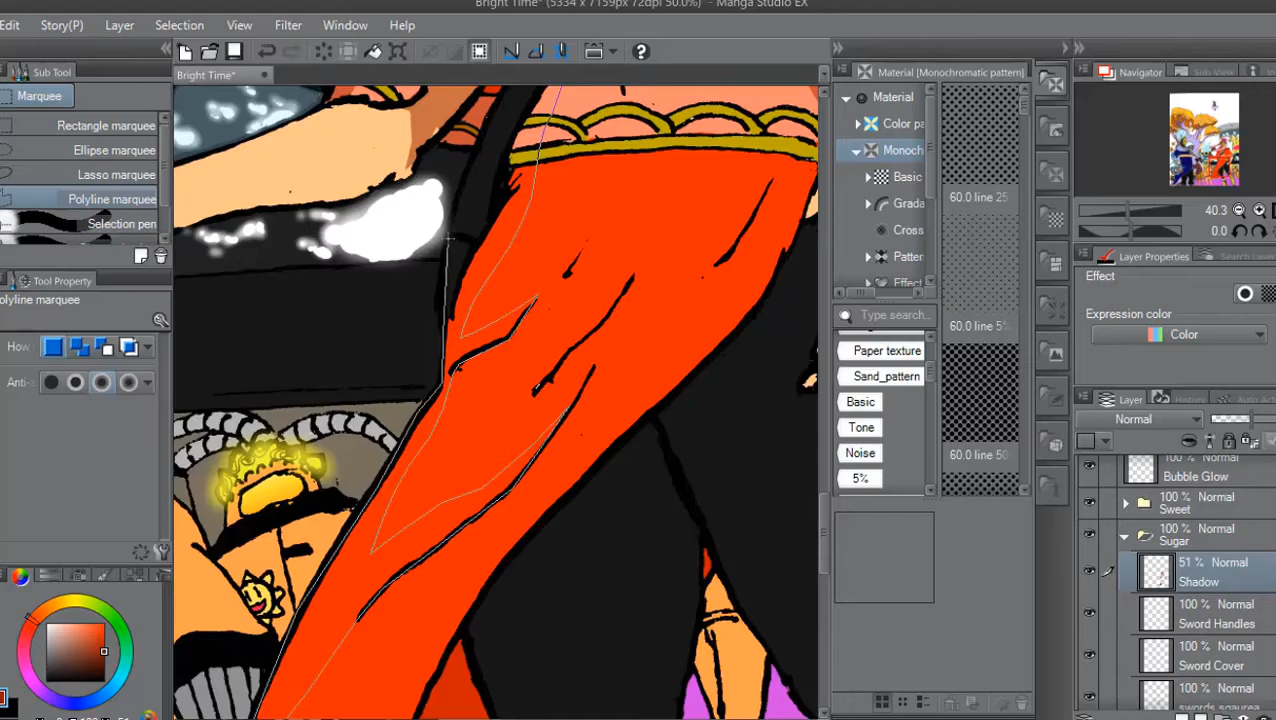 Bright Time* (5334 x 7159px 72dpi 50.0%) - Manga Studio EX
Edit Story(P) Layer Selection View Filter Window Help
Bright Time*
Sub Tool
Marquee
Rectangle marquee
Ellipse marquee
Lasso marquee
Polyline marquee
Selection pen
Tool Property
Polyline marquee
How
Anti-
Material [Monochromatic pattern]
Material
Color pa
Monoch
Basic
Grada
Cross
Patter
Effect
60.0 line 25
60.0 line 5%
60.0 line 50
Type search...
Paper texture
Sand_pattern
Basic
Tone
Noise
5%
Navigator
Sub View
40.3
0.0
Layer Properties
Search Layer
Effect
Expression color
Color
Layer
History
Normal
100 % Normal
Bubble Glow
100 % Normal
Sweet
100 % Normal
Sugar
51 % Normal
Shadow
100 % Normal
Sword Handles
100 % Normal
Sword Cover
100 % Normal